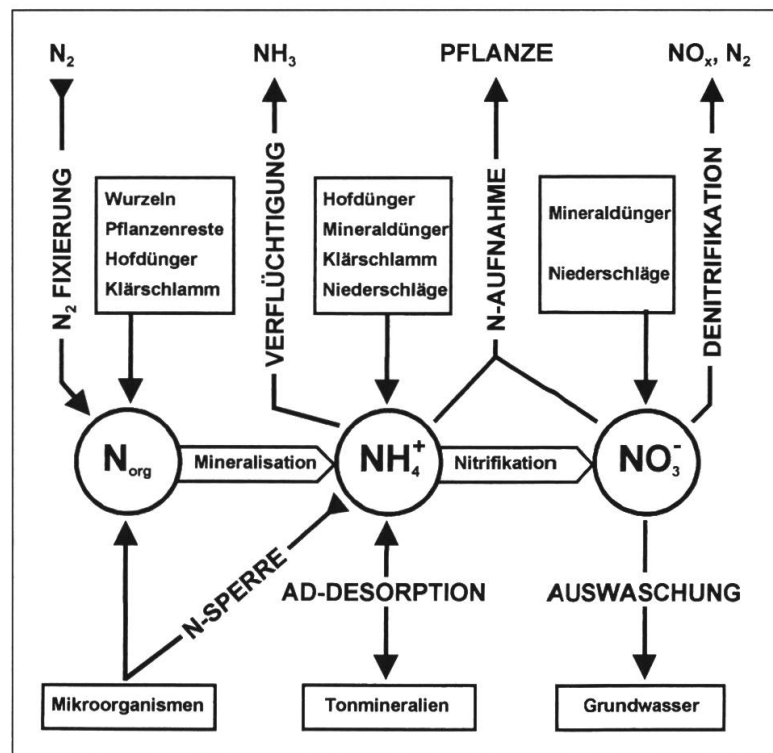 N₂
NH₃
PFLANZE
NOₓ, N₂
N₂ FIXIERUNG
Wurzeln
Pflanzenreste
Hofdünger
Klärschlamm
VERFLÜCHTIGUNG
Hofdünger
Mineraldünger
Klärschlamm
Niederschläge
N-AUFNAHME
Mineraldünger
Niederschläge
DENITRIFIKATION
N org
Mineralisation
NH₄⁺
Nitrifikation
NO₃⁻
N-SPERRE
AD-DESORPTION
AUSWASCHUNG
Mikroorganismen
Tonmineralien
Grundwasser